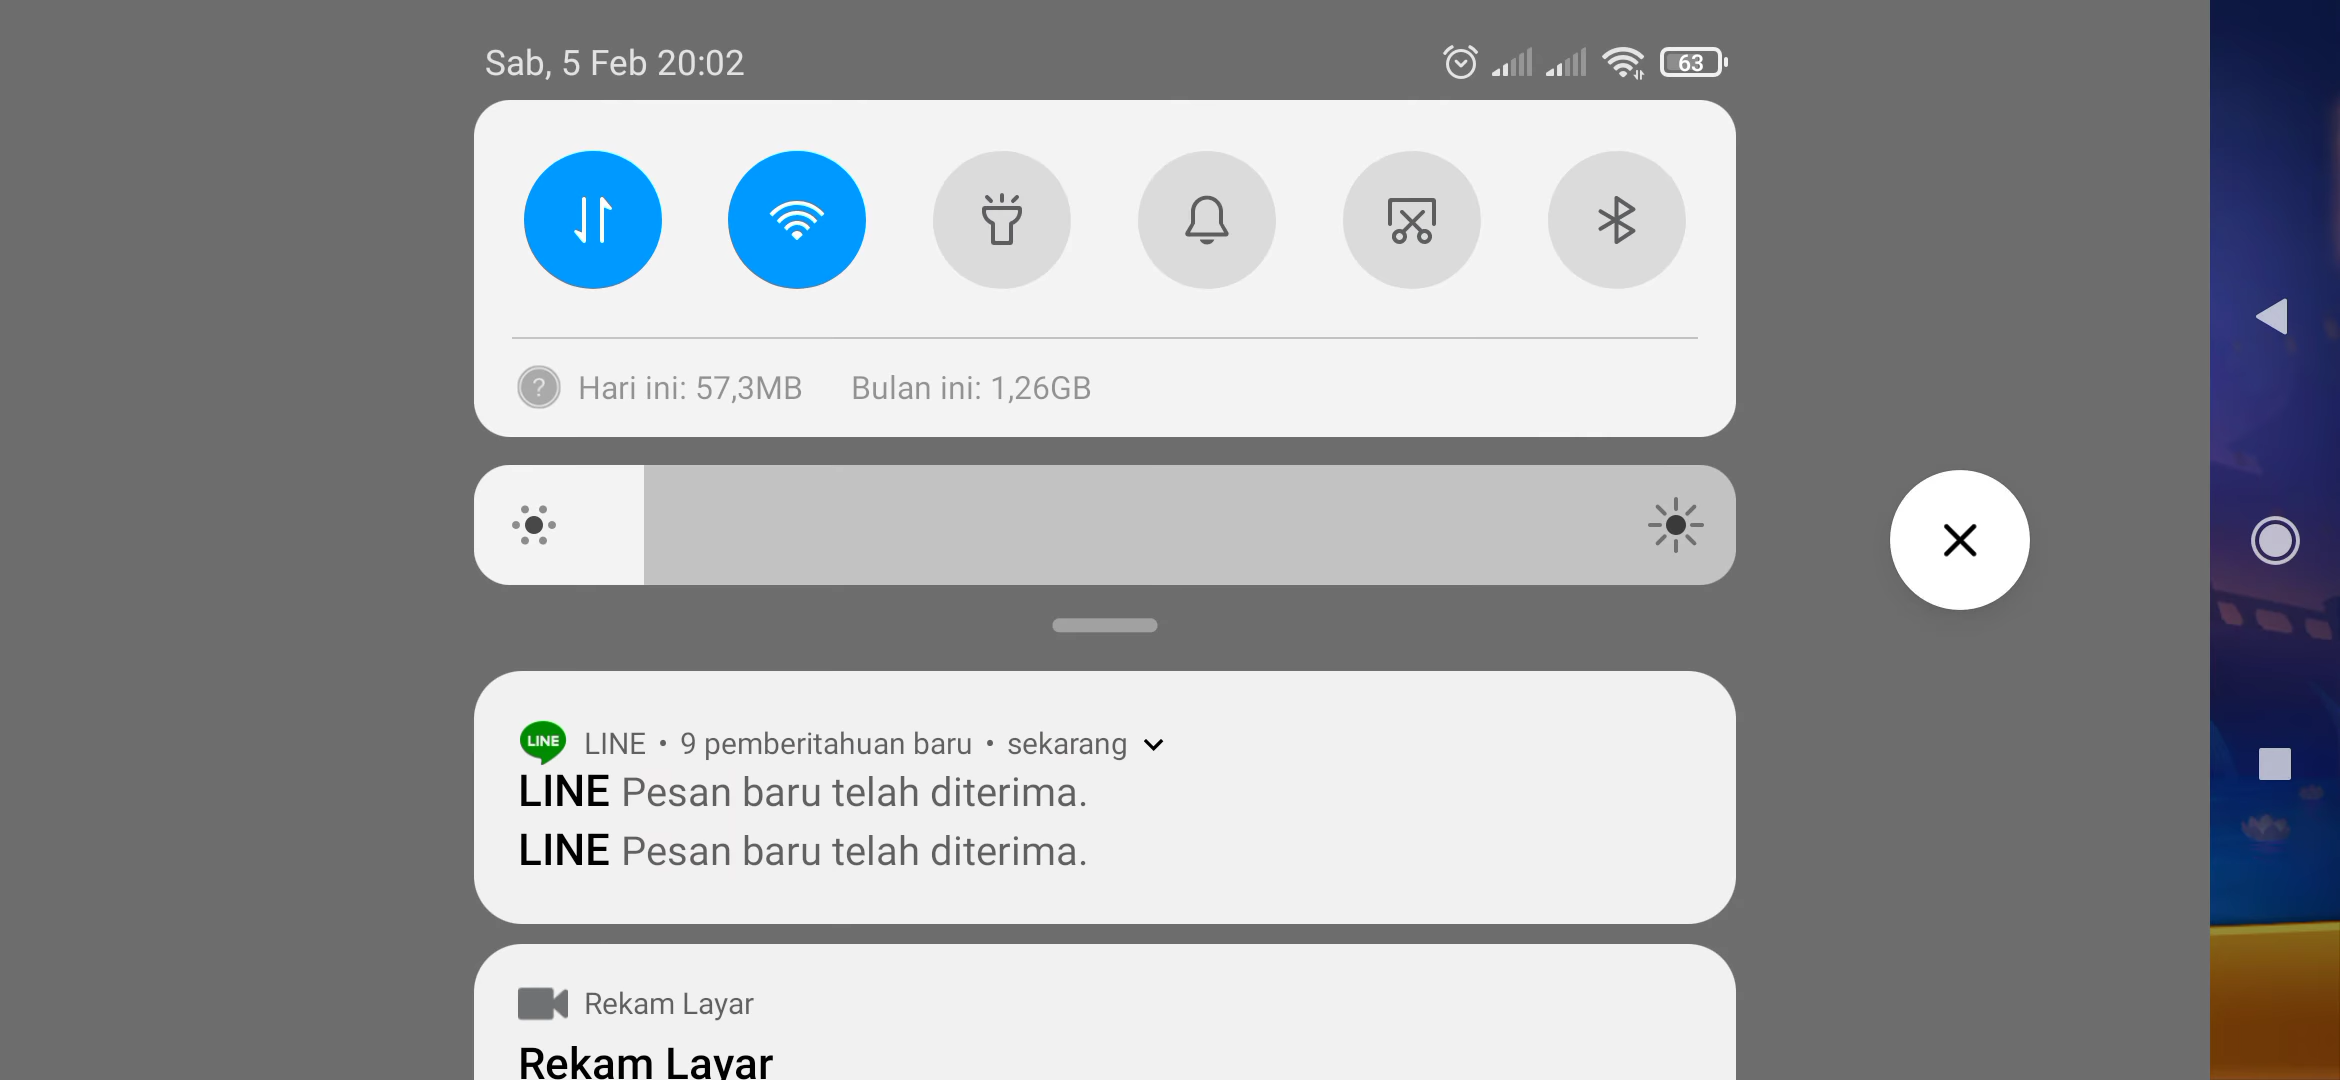 Sab, 5 Feb 20:02
63
Hari ini: 57,3MB Bulan ini: 1,26GB
LINE • 9 pemberitahuan baru • sekarang
LINE Pesan baru telah diterima.
LINE Pesan baru telah diterima.
Rekam Layar
Rekam Layar